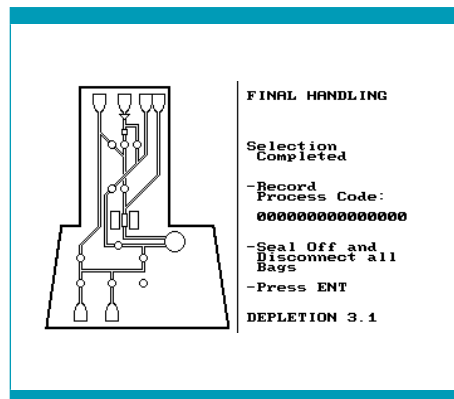 FINAL HANDLING
Selection
Completed
-Record
Process Code:
000000000000000
-Seal Off and
Disconnect all
Bags
-Press ENT
DEPLETION 3.1